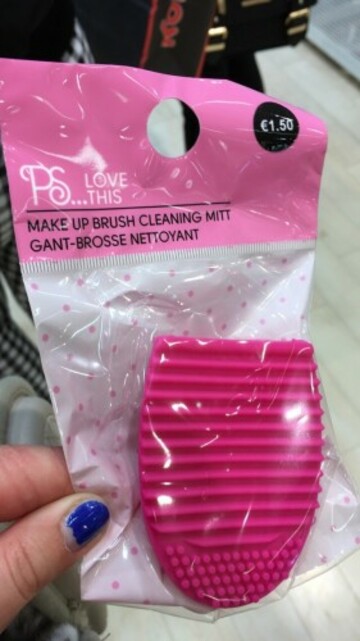 €1.50
PS... LOVE
THIS
MAKE UP BRUSH CLEANING MITT
GANT-BROSSE NETTOYANT